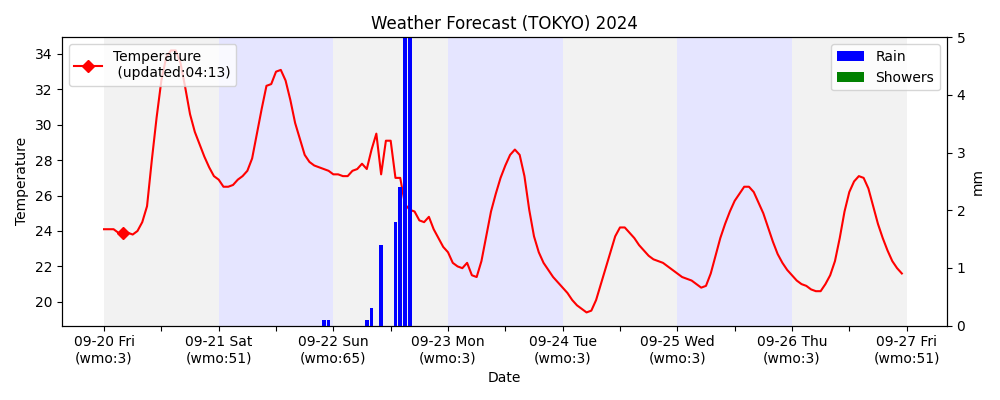 Weather Forecast (TOKYO) 2024
Temperature
(updated:04:13)
Rain
Showers
34
32
30
28
26
24
22
20
Temperature
5
4
3
2
1
0
mm
09-20 Fri
(wmo:3)
09-21 Sat
(wmo:51)
09-22 Sun
(wmo:65)
09-23 Mon
(wmo:3)
09-24 Tue
(wmo:3)
09-25 Wed
(wmo:3)
09-26 Thu
(wmo:3)
09-27 Fri
(wmo:51)
Date